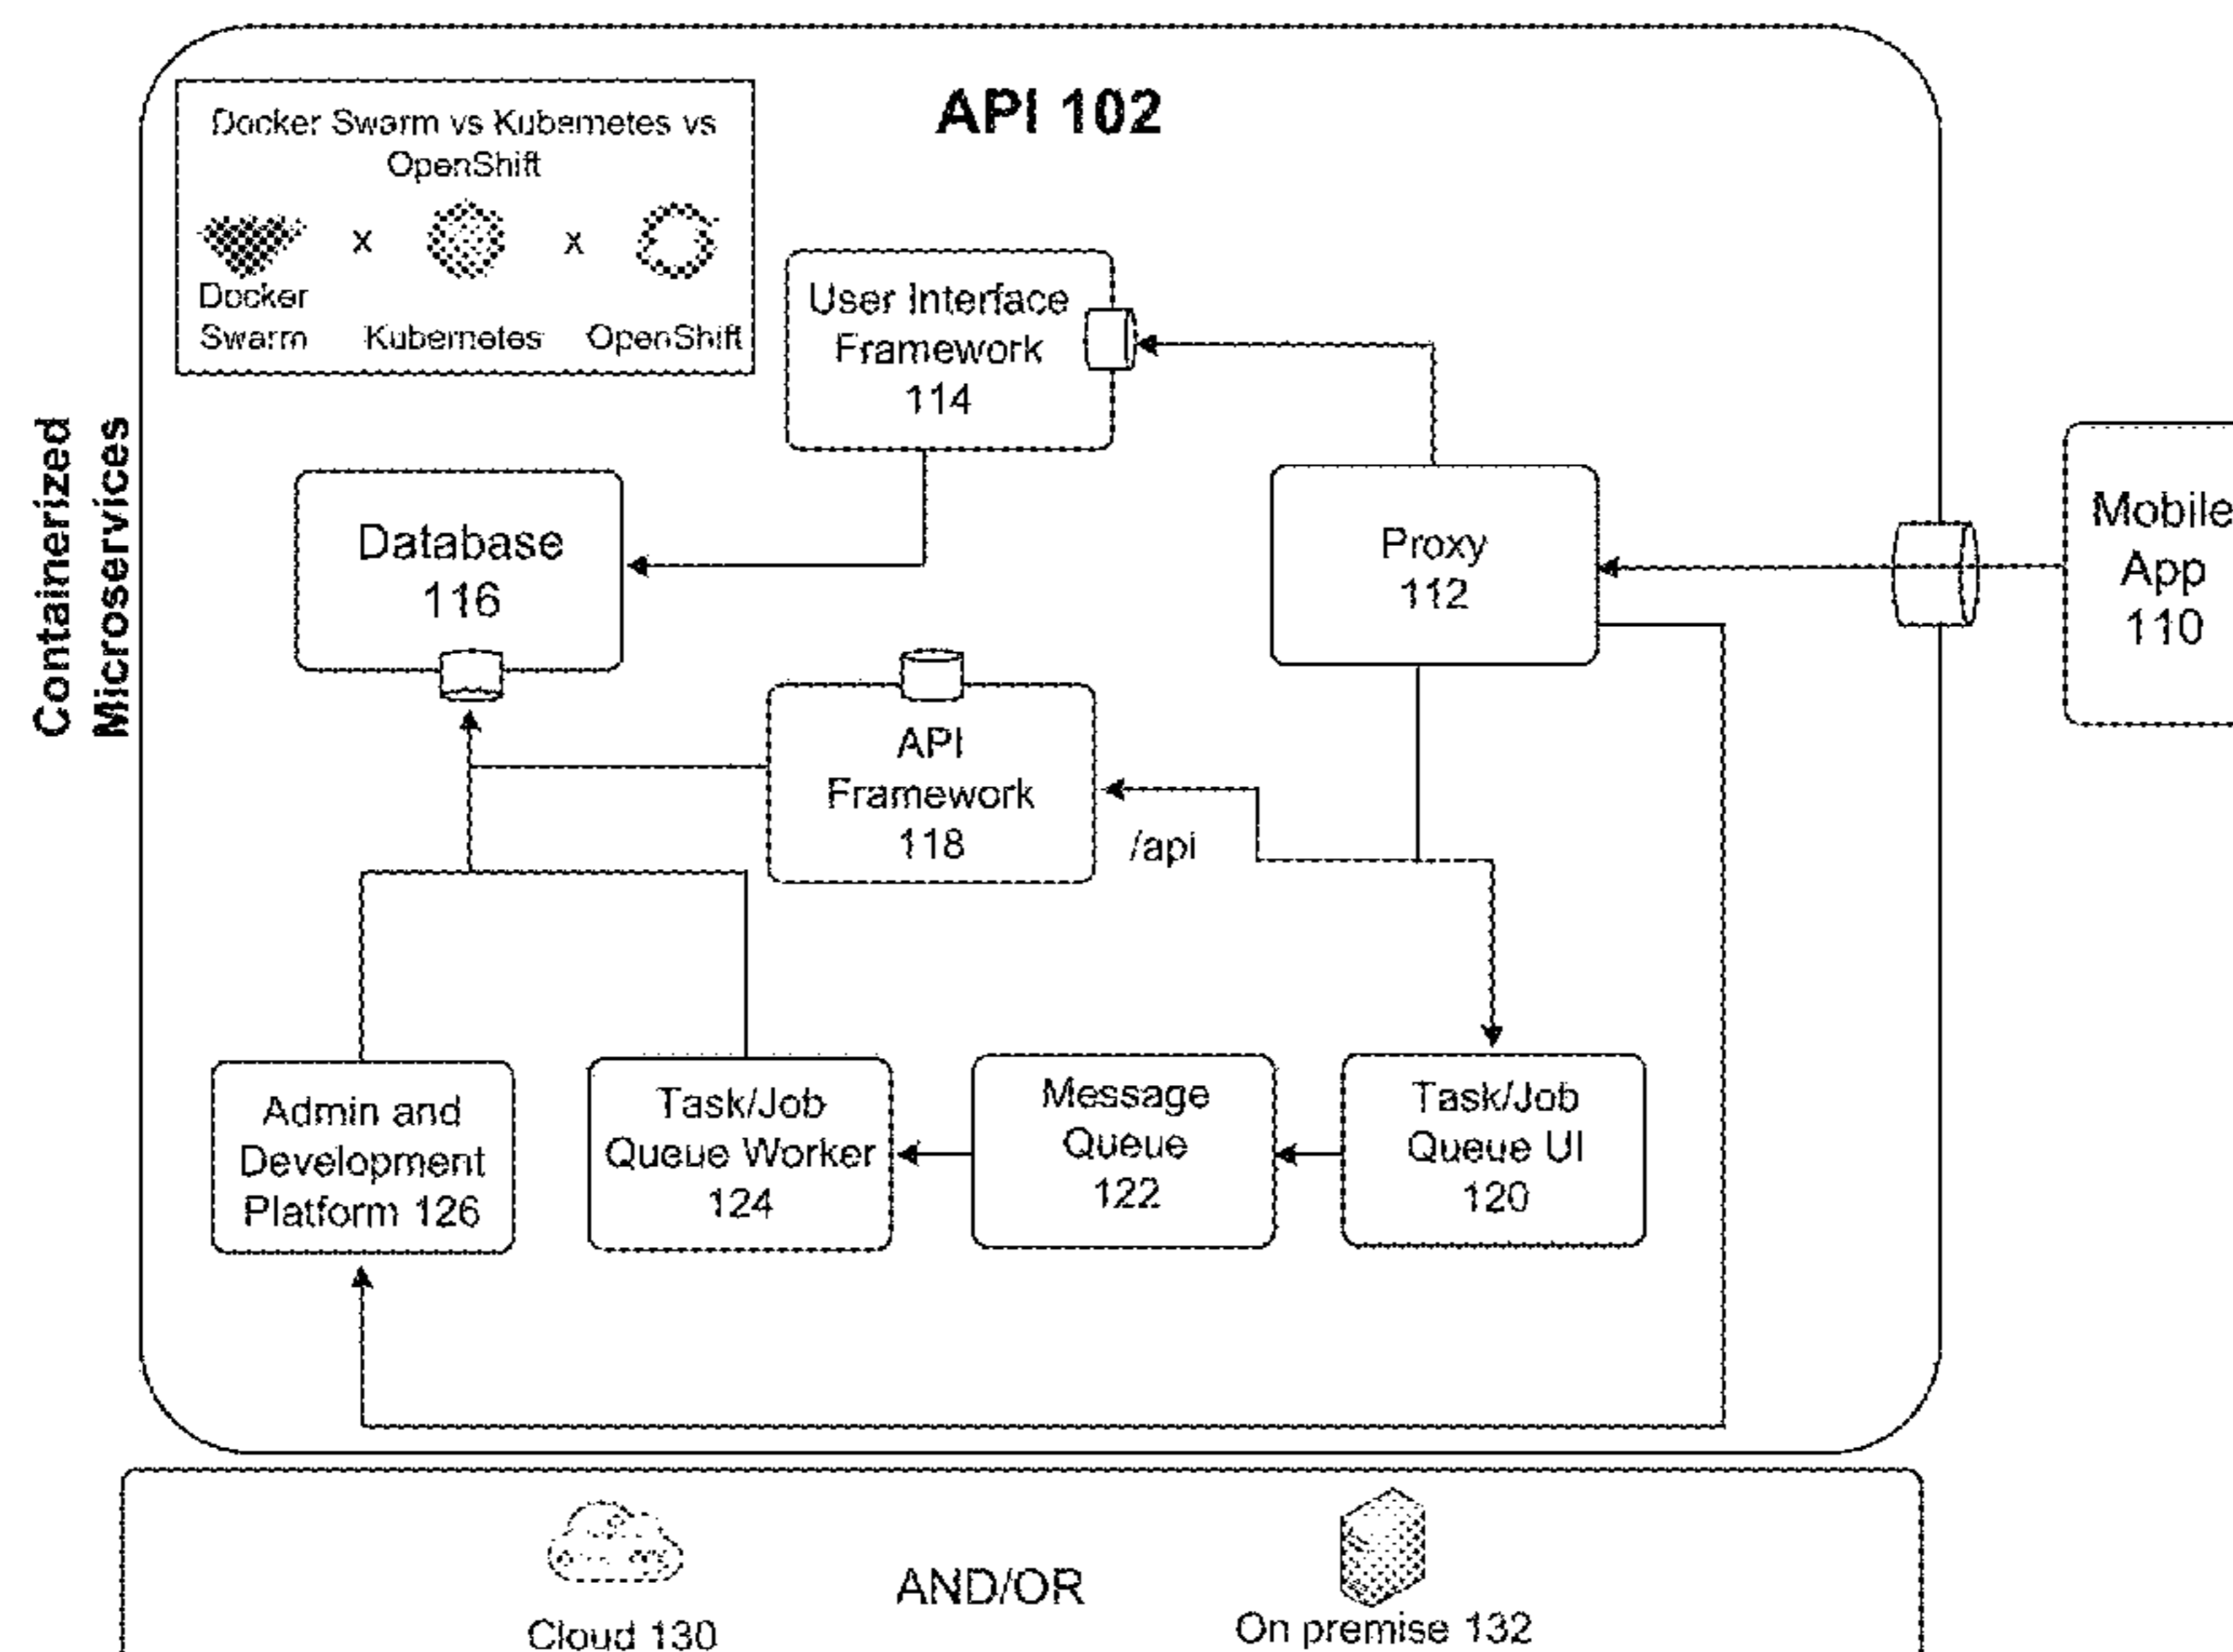 API 102
Docker Swarm vs Kubernetes vs
OpenShift
x
x
Docker
Swarm
Kubernetes
OpenShift
Containerized
Microservices
User Interface
Framework
114
Database
116
Proxy
112
Mobile
App
110
API
Framework
118
/api
Admin and
Development
Platform 126
Task/Job
Queue Worker
124
Message
Queue
122
Task/Job
Queue UI
120
AND/OR
Cloud 130
On premise 132